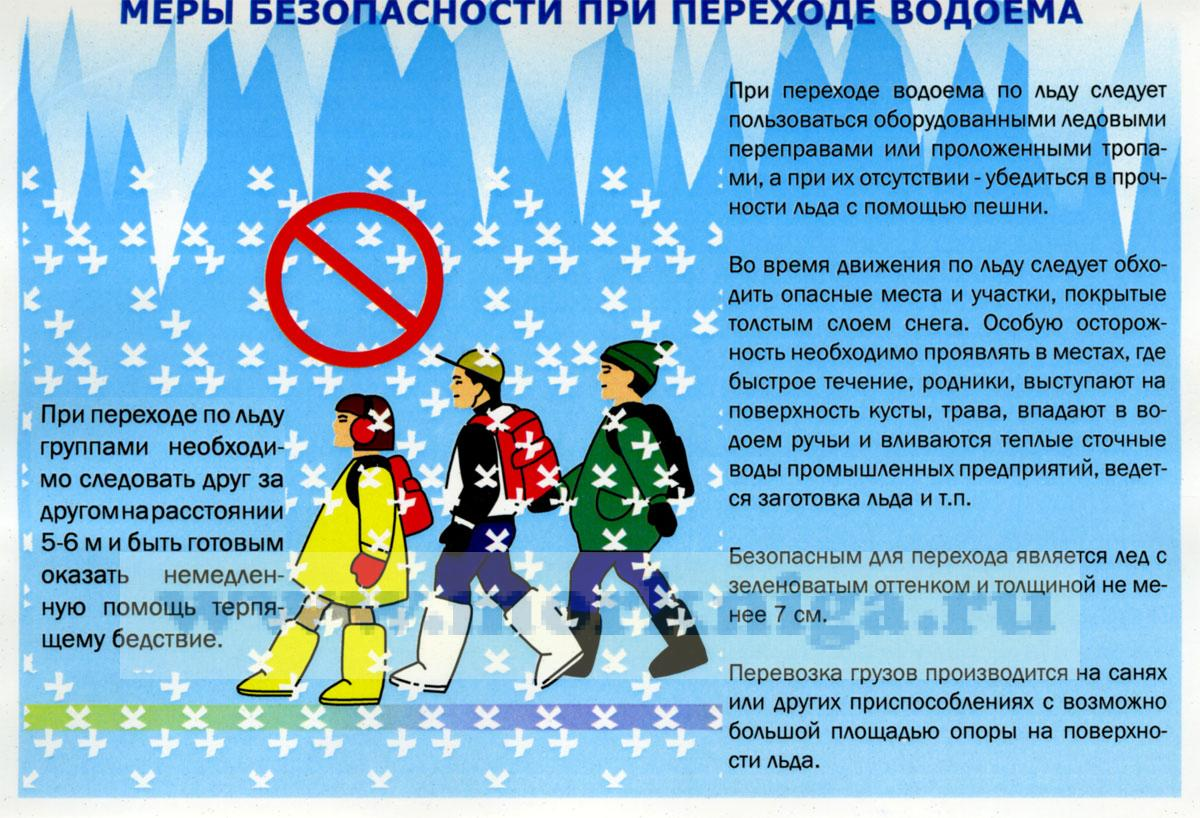 МЕРЫ БЕЗОПАСНОСТИ ПРИ ПЕРЕХОДЕ ВОДОЕМА
При переходе по льду
группами необходи-
мо следовать друг за
другом на расстоянии
5-6 м и быть готовым
оказать немедлен-
ную помощь терпя-
щему бедствие.
При переходе водоема по льду следует
пользоваться оборудованными ледовыми
переправами или проложенными тропа-
ми, а при их отсутствии - убедиться в проч-
ности льда с помощью пешни.
Во время движения по льду следует обхо-
дить опасные места и участки, покрытые
толстым слоем снега. Особую осторож-
ность необходимо проявлять в местах, где
быстрое течение, родники, выступают на
поверхность кусты, трава, впадают в во-
доем ручьи и вливаются теплые сточные
воды промышленных предприятий, ведет-
ся заготовка льда и т.п.
Безопасным для перехода является лед с
зеленоватым оттенком и толщиной не ме-
нее 7 см.
Перевозка грузов производится на санях
или других приспособлениях с возможно
большой площадью опоры на поверхно-
сти льда.
www.morkniga.ru